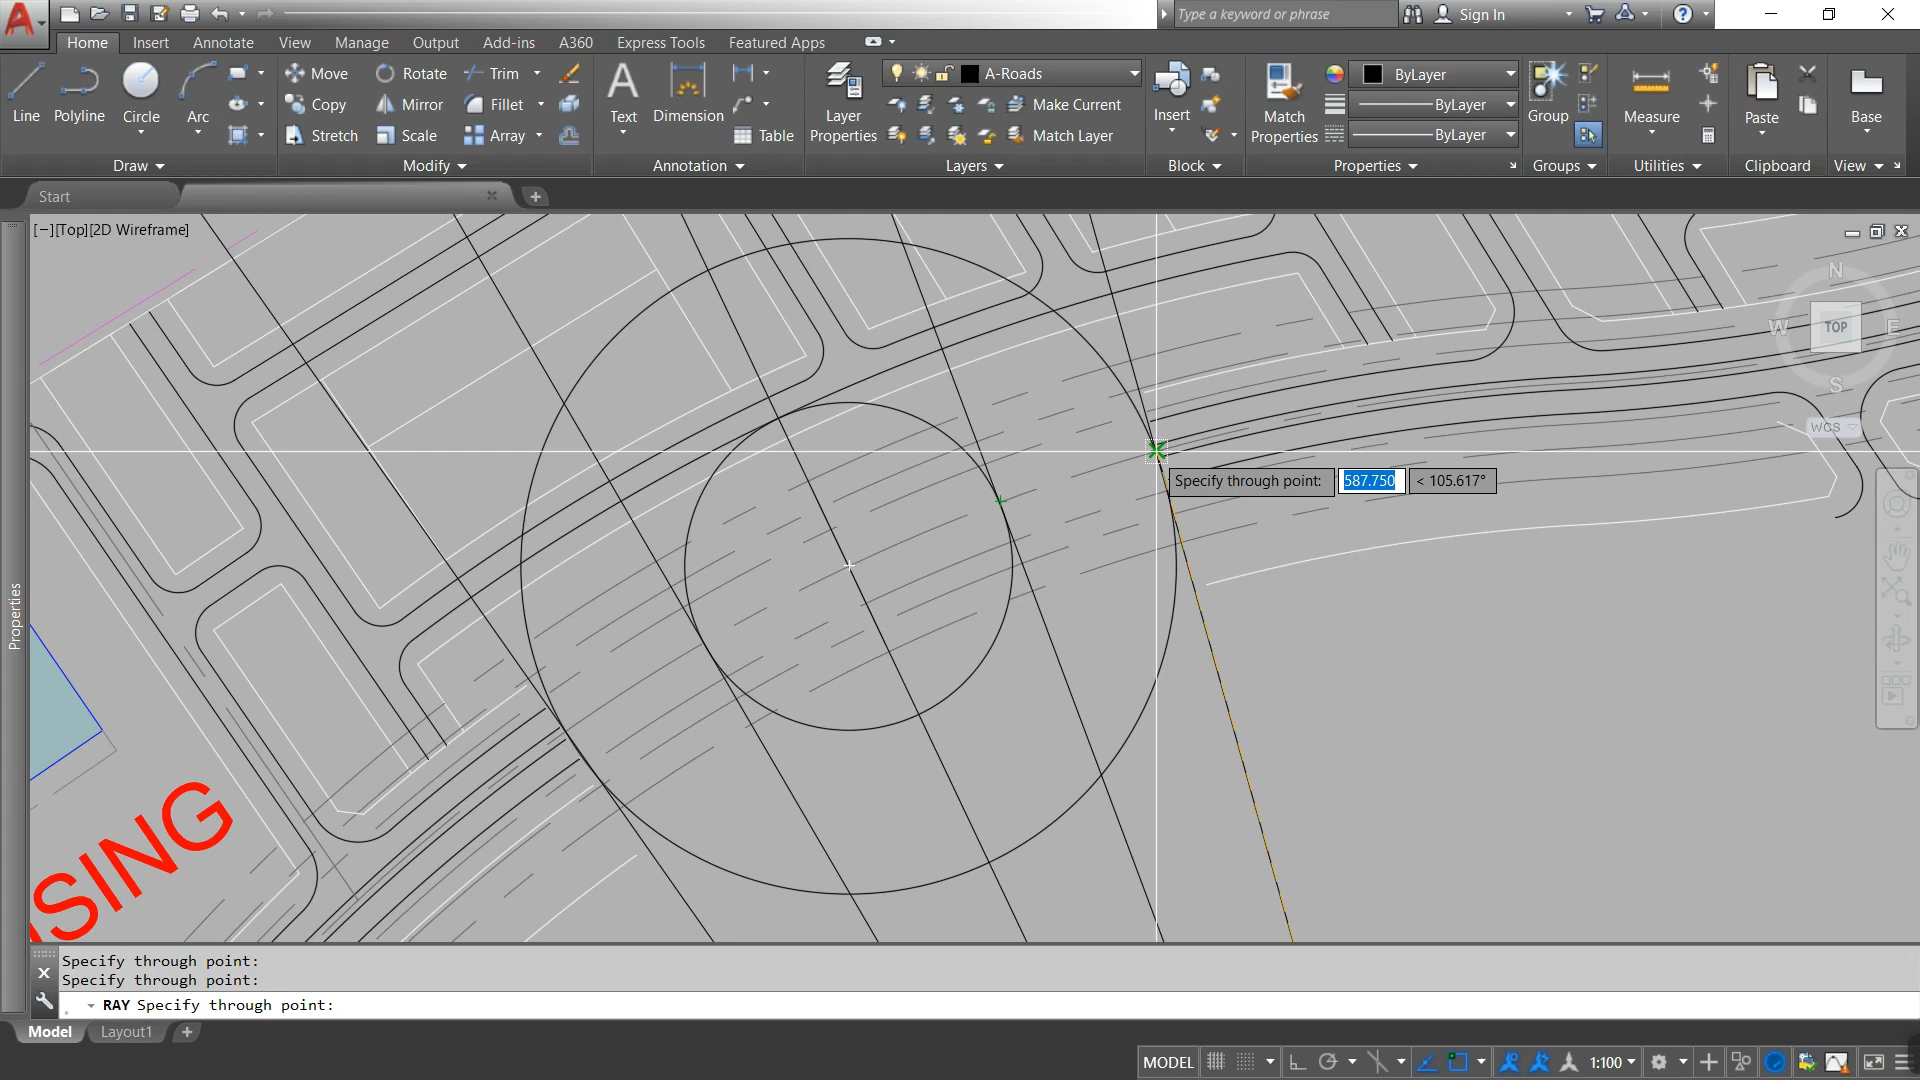 Type a keyword or phrase
Sign In
Home Insert Annotate View Manage Output Add-ins A360 Express Tools Featured Apps
Line
Polyline
Circle
Arc
Draw
Move
Rotate
Trim
Copy
Mirror
Fillet
Stretch
Scale
Array
Modify
Text
Dimension
Table
Annotation
Layer
Properties
A-Roads
Make Current
Match Layer
Layers
Insert
Block
Match
Properties
ByLayer
ByLayer
ByLayer
Properties
Group
Groups
Measure
Utilities
Paste
Clipboard
Base
View
Start
[−][Top][2D Wireframe]
N
W TOP E
S
WCS
Specify through point: 587.750 < 105.617°
Properties
SING
Specify through point:
Specify through point:
RAY Specify through point:
Model Layout1
MODEL 1:100